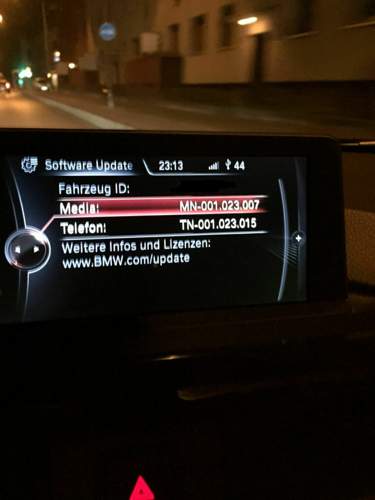 Software Update 23:13 44
Fahrzeug ID:
Media: MN-001.023.007
Telefon: TN-001.023.015
Weitere Infos und Lizenzen:
www.BMW.com/update